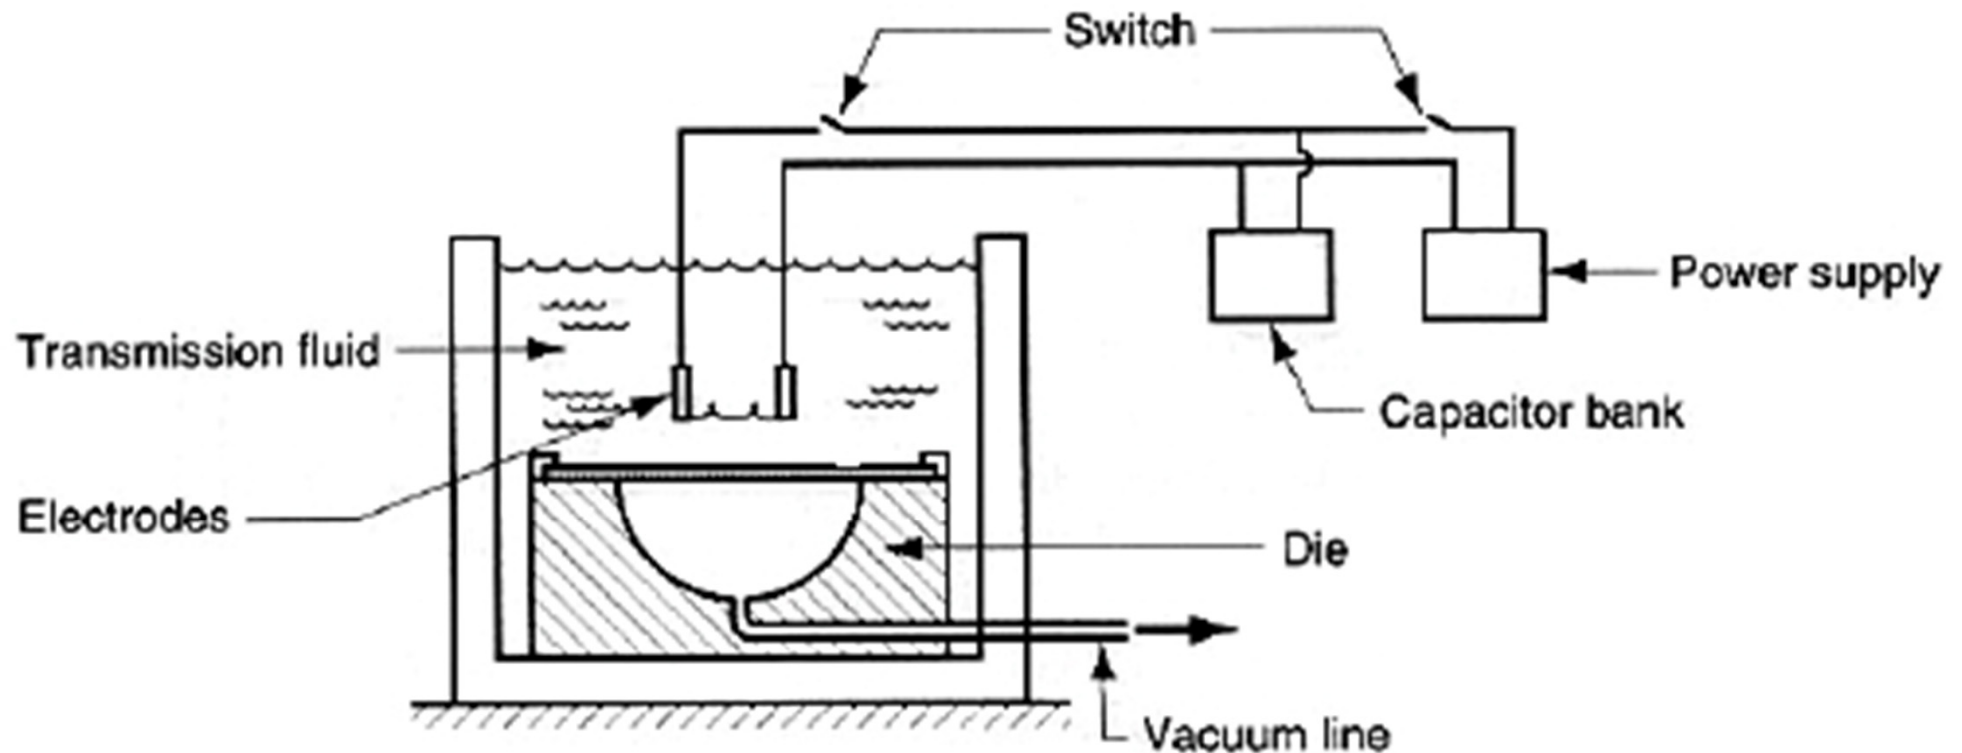 Switch
Power supply
Transmission fluid
Capacitor bank
Electrodes
Die
Vacuum line